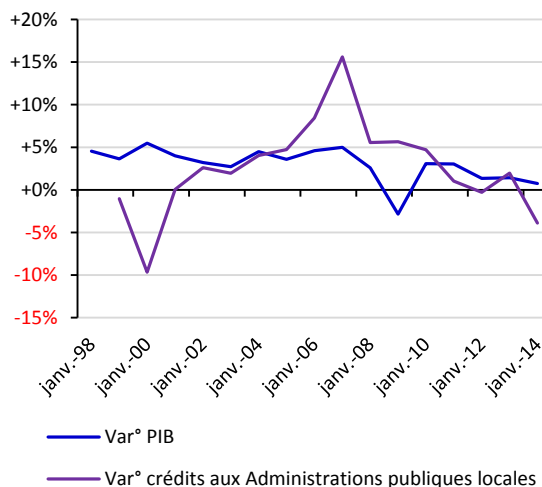 +20%
+15%
+10%
+5%
+0%
-5%
-10%
-15%
janv.-98
janv.-00
janv.-02
janv.-04
janv.-06
janv.-08
janv.-10
janv.-12
janv.-14
Var° PIB
Var° crédits aux Administrations publiques locales